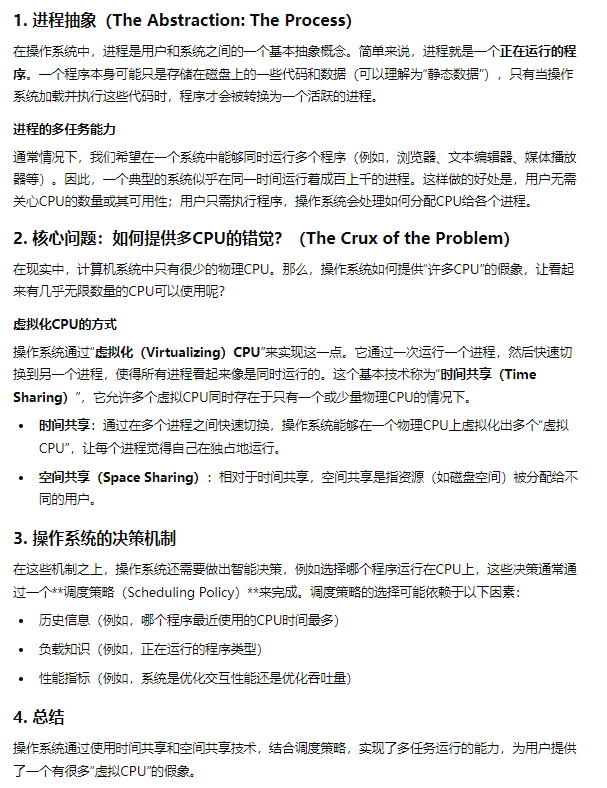 1. 进程抽象（The Abstraction: The Process）
在操作系统中，进程是用户和系统之间的一个基本抽象概念。简单来说，进程就是一个正在运行的程
序。一个程序本身可能只是存储在磁盘上的一些代码和数据（可以理解为“静态数据”），只有当操作
系统加载并执行这些代码时，程序才会被转换为一个活跃的进程。
进程的多任务能力
通常情况下，我们希望在一个系统中能够同时运行多个程序（例如，浏览器、文本编辑器、媒体播放
器等）。因此，一个典型的系统似乎在同一时间运行着成百上千的进程。这样做的好处是，用户无需
关心CPU的数量或其可用性；用户只需执行程序，操作系统会处理如何分配CPU给各个进程。
2. 核心问题：如何提供多CPU的错觉？（The Crux of the Problem）
在现实中，计算机系统中只有很少的物理CPU。那么，操作系统如何提供“许多CPU”的假象，让看起
来有几乎无限数量的CPU可以使用呢？
虚拟化CPU的方式
操作系统通过“虚拟化（Virtualizing）CPU”来实现这一点。它通过一次运行一个进程，然后快速切
换到另一个进程，使得所有进程看起来像是同时运行的。这个基本技术称为“时间共享（Time
Sharing）”，它允许多个虚拟CPU同时存在于只有一个或少量物理CPU的情况下。
• 时间共享：通过在多个进程之间快速切换，操作系统能够在一个物理CPU上虚拟化出多个“虚拟
CPU”，让每个进程觉得自己在独占地运行。
• 空间共享（Space Sharing）：相对于时间共享，空间共享是指资源（如磁盘空间）被分配给不
同的用户。
3. 操作系统的决策机制
在这些机制之上，操作系统还需要做出智能决策，例如选择哪个程序运行在CPU上，这些决策通常通
过一个**调度策略（Scheduling Policy）**来完成。调度策略的选择可能依赖于以下因素：
• 历史信息（例如，哪个程序最近使用的CPU时间最多）
• 负载知识（例如，正在运行的程序类型）
• 性能指标（例如，系统是优化交互性能还是优化吞吐量）
4. 总结
操作系统通过使用时间共享和空间共享技术，结合调度策略，实现了多任务运行的能力，为用户提供
了一个有很多“虚拟CPU”的假象。